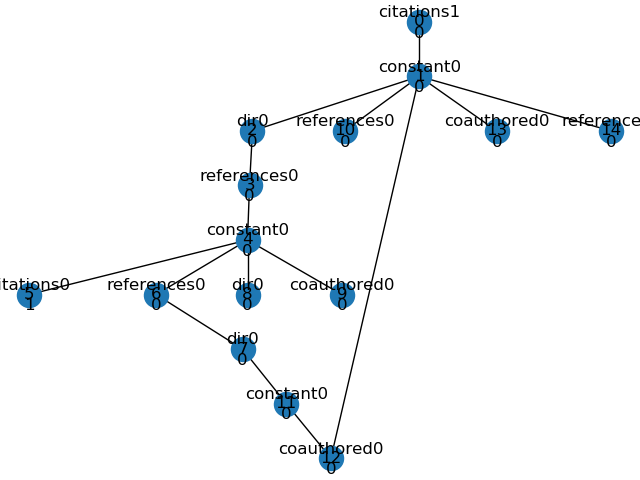 citations1
0
0
constant0
1
0
dir0
2
0
references0
10
0
coauthored0
13
0
reference
14
0
references0
3
0
constant0
4
0
itations0
5
1
references0
6
0
dir0
8
0
coauthored0
9
0
dir0
7
0
constant0
11
0
coauthored0
12
0